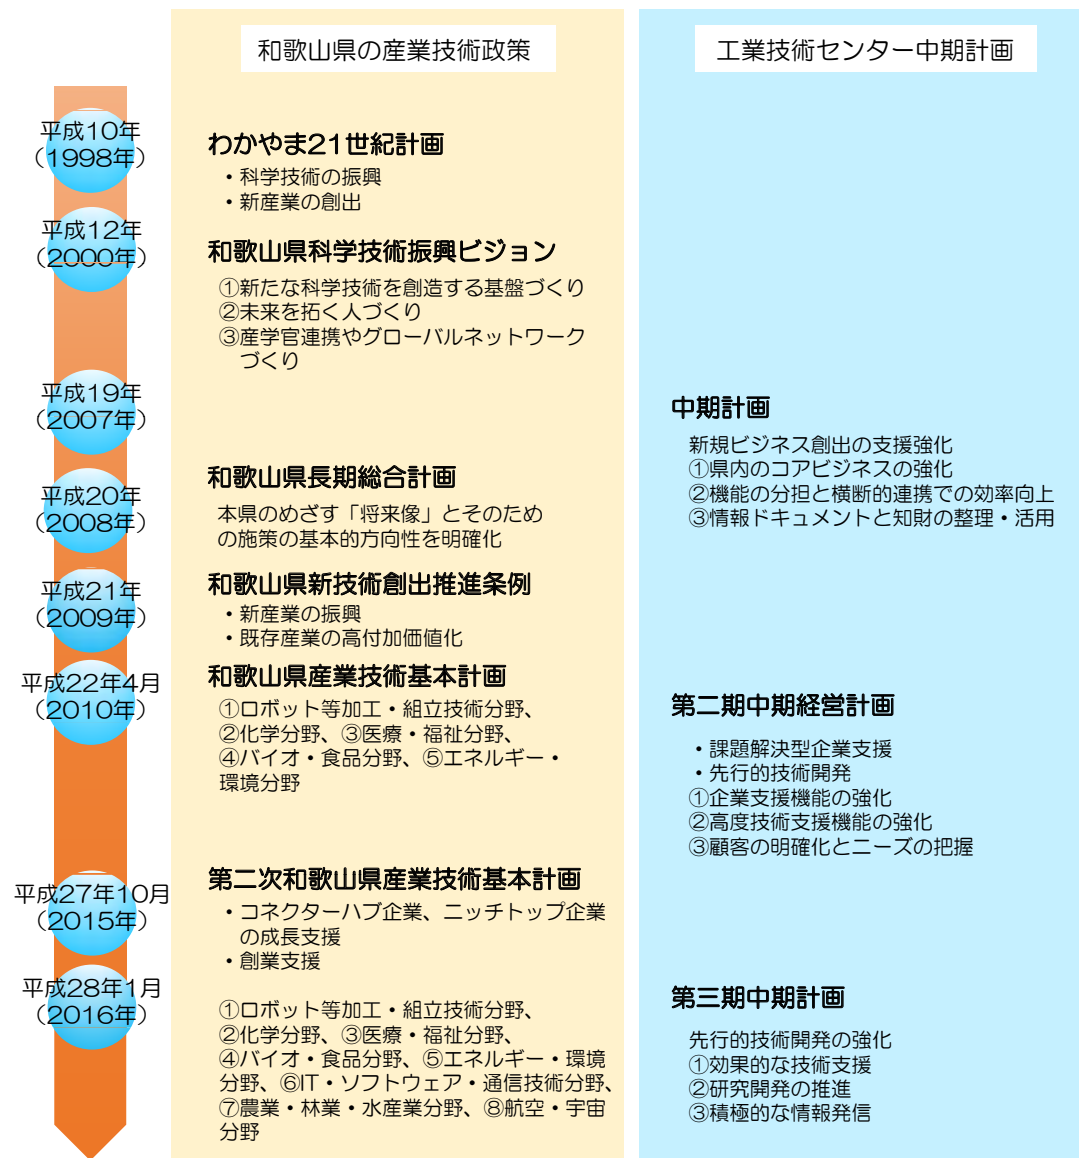 和歌山県の産業技術政策
工業技術センター中期計画
平成10年
（1998年）
わかやま21世紀計画
・科学技術の振興
・新産業の創出
平成12年
（2000年）
和歌山県科学技術振興ビジョン
①新たな科学技術を創造する基盤づくり
②未来を拓く人づくり
③産学官連携やグローバルネットワーク
づくり
平成19年
（2007年）
中期計画
新規ビジネス創出の支援強化
①県内のコアビジネスの強化
②機能の分担と横断的連携での効率向上
③情報ドキュメントと知財の整理・活用
平成20年
（2008年）
和歌山県長期総合計画
本県のめざす「将来像」とそのため
の施策の基本的方向性を明確化
平成21年
（2009年）
和歌山県新技術創出推進条例
・新産業の振興
・既存産業の高付加価値化
平成22年4月
（2010年）
和歌山県産業技術基本計画
①ロボット等加工・組立技術分野、
②化学分野、③医療・福祉分野、
④バイオ・食品分野、⑤エネルギー・
環境分野
第二期中期経営計画
・課題解決型企業支援
・先行的技術開発
①企業支援機能の強化
②高度技術支援機能の強化
③顧客の明確化とニーズの把握
平成27年10月
（2015年）
第二次和歌山県産業技術基本計画
・コネクターハブ企業、ニッチトップ企業
の成長支援
・創業支援
①ロボット等加工・組立技術分野、
②化学分野、③医療・福祉分野、
④バイオ・食品分野、⑤エネルギー・環境
分野、⑥IT・ソフトウェア・通信技術分野、
⑦農業・林業・水産業分野、⑧航空・宇宙
分野
平成28年1月
（2016年）
第三期中期計画
先行的技術開発の強化
①効果的な技術支援
②研究開発の推進
③積極的な情報発信